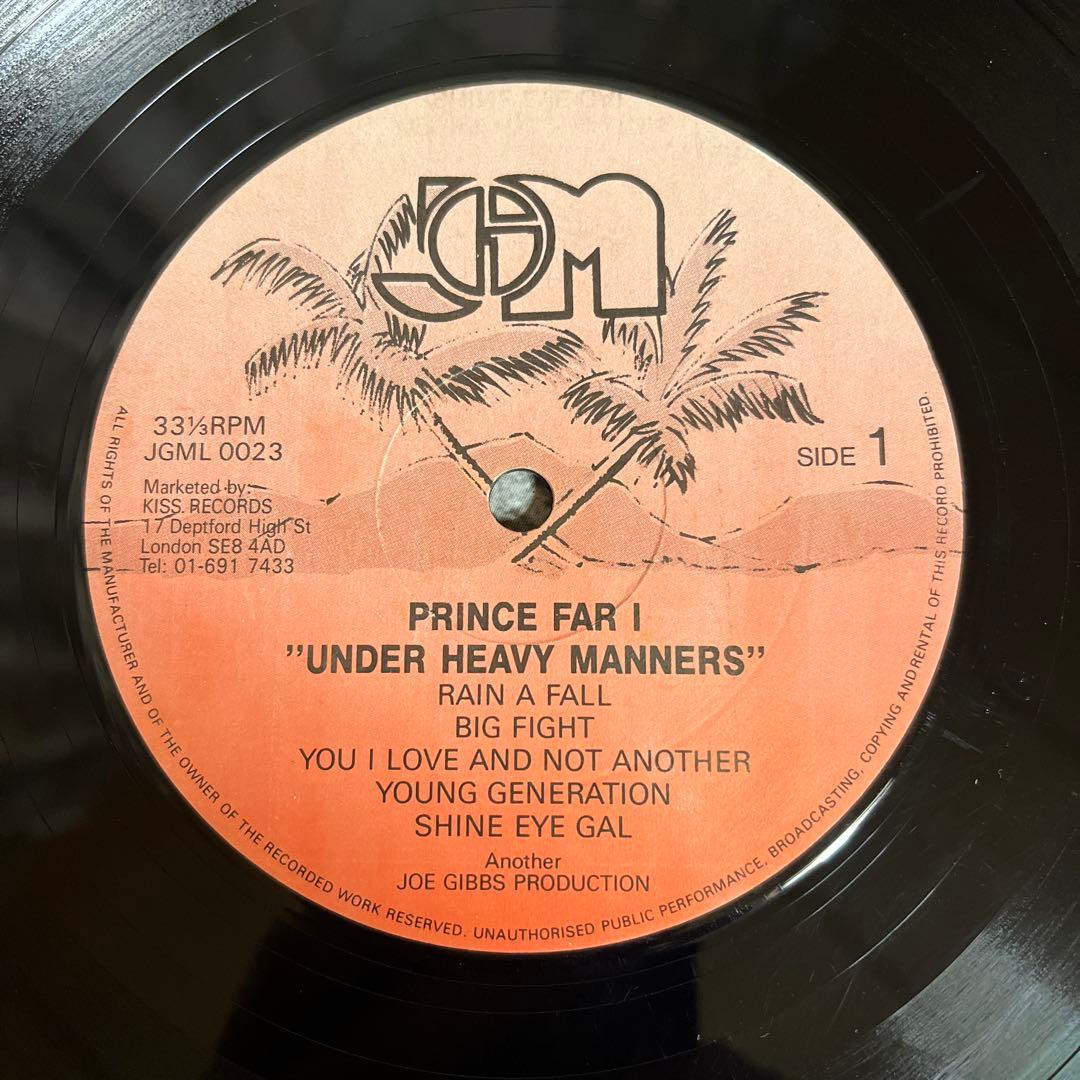 JGM
33⅓RPM
JGML 0023
SIDE 1
Marketed by:
KISS RECORDS
17 Deptford High St
London SE8 4AD
Tel: 01-691 7433
PRINCE FAR I
"UNDER HEAVY MANNERS"
RAIN A FALL
BIG FIGHT
YOU I LOVE AND NOT ANOTHER
YOUNG GENERATION
SHINE EYE GAL
Another
JOE GIBBS PRODUCTION
ALL RIGHTS OF THE MANUFACTURER AND OF THE OWNER OF THE RECORDED WORK RESERVED. UNAUTHORISED PUBLIC PERFORMANCE, BROADCASTING, COPYING ANDRENTAL OF THIS RECORD PROHIBITED.